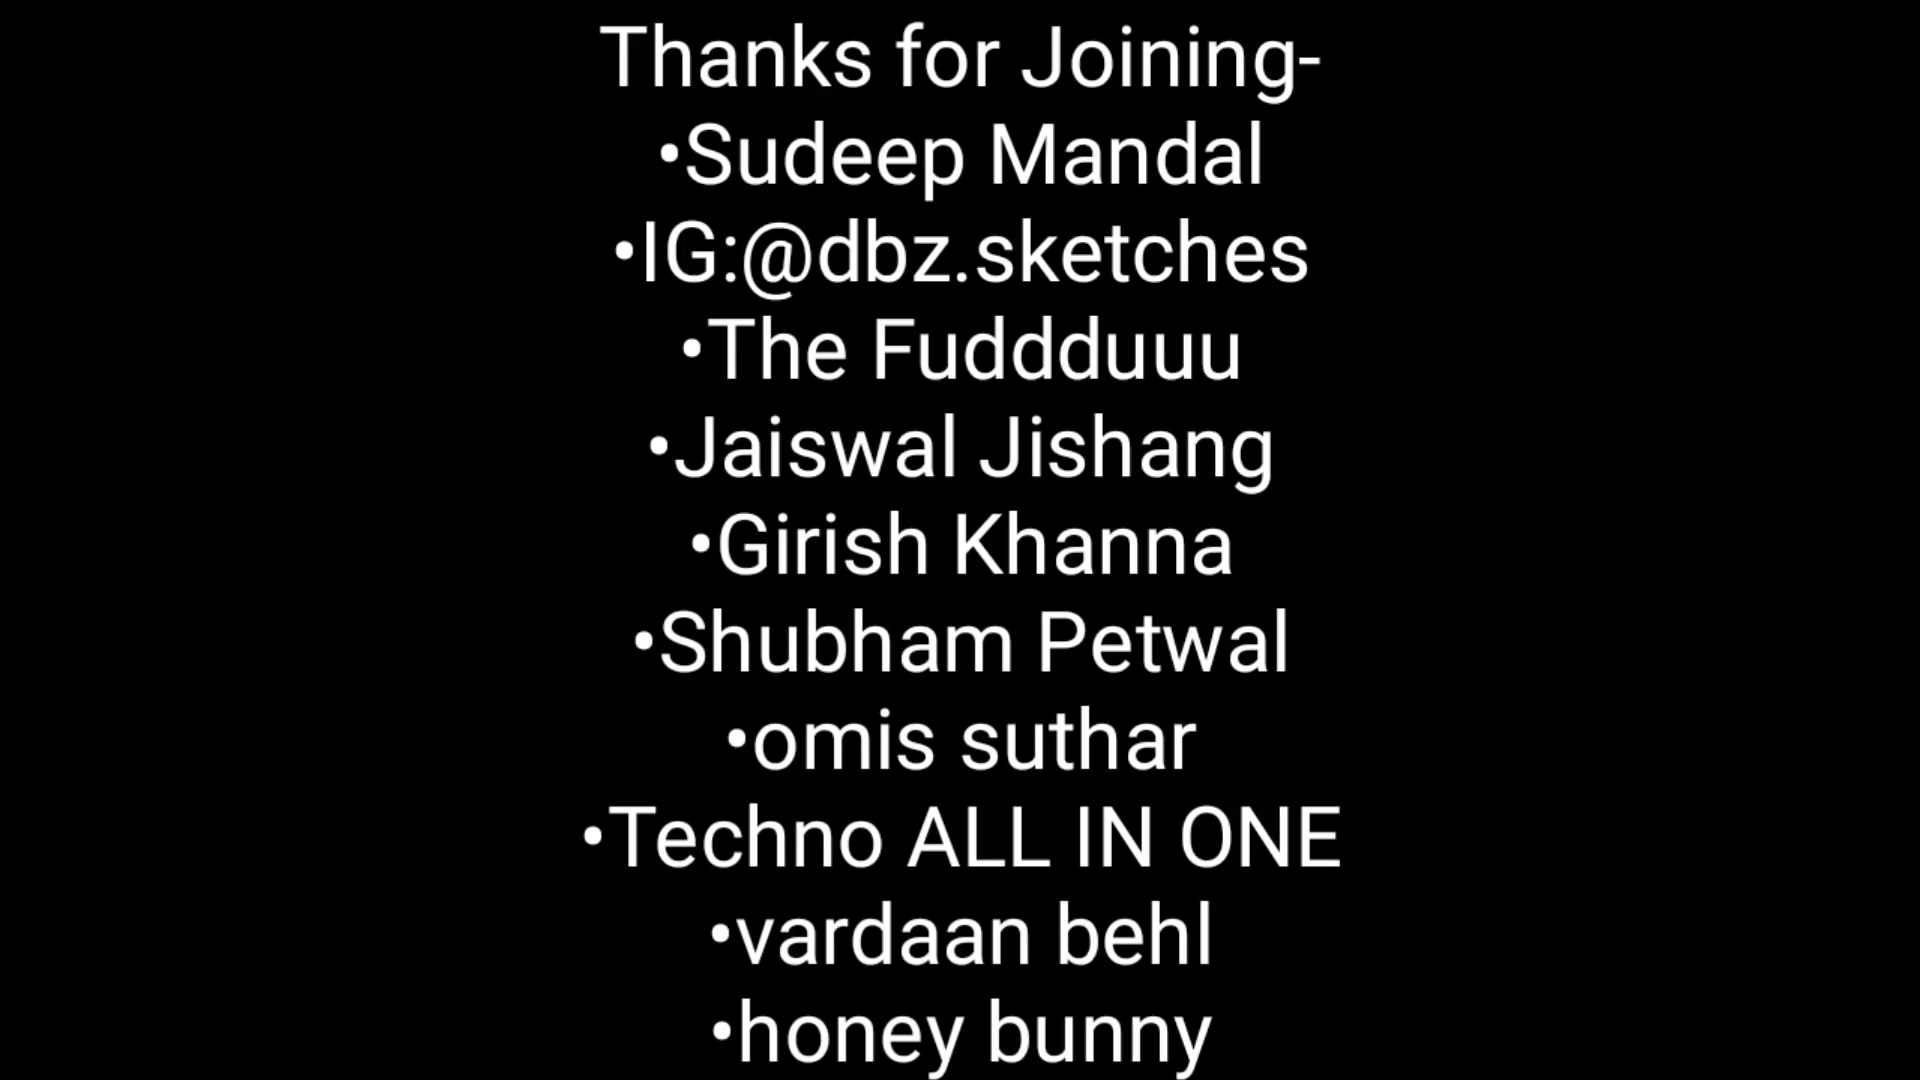 Thanks for Joining-
•Sudeep Mandal
•IG:@dbz.sketches
•The Fuddduuu
•Jaiswal Jishang
•Girish Khanna
•Shubham Petwal
•omis suthar
•Techno ALL IN ONE
•vardaan behl
•honey bunny